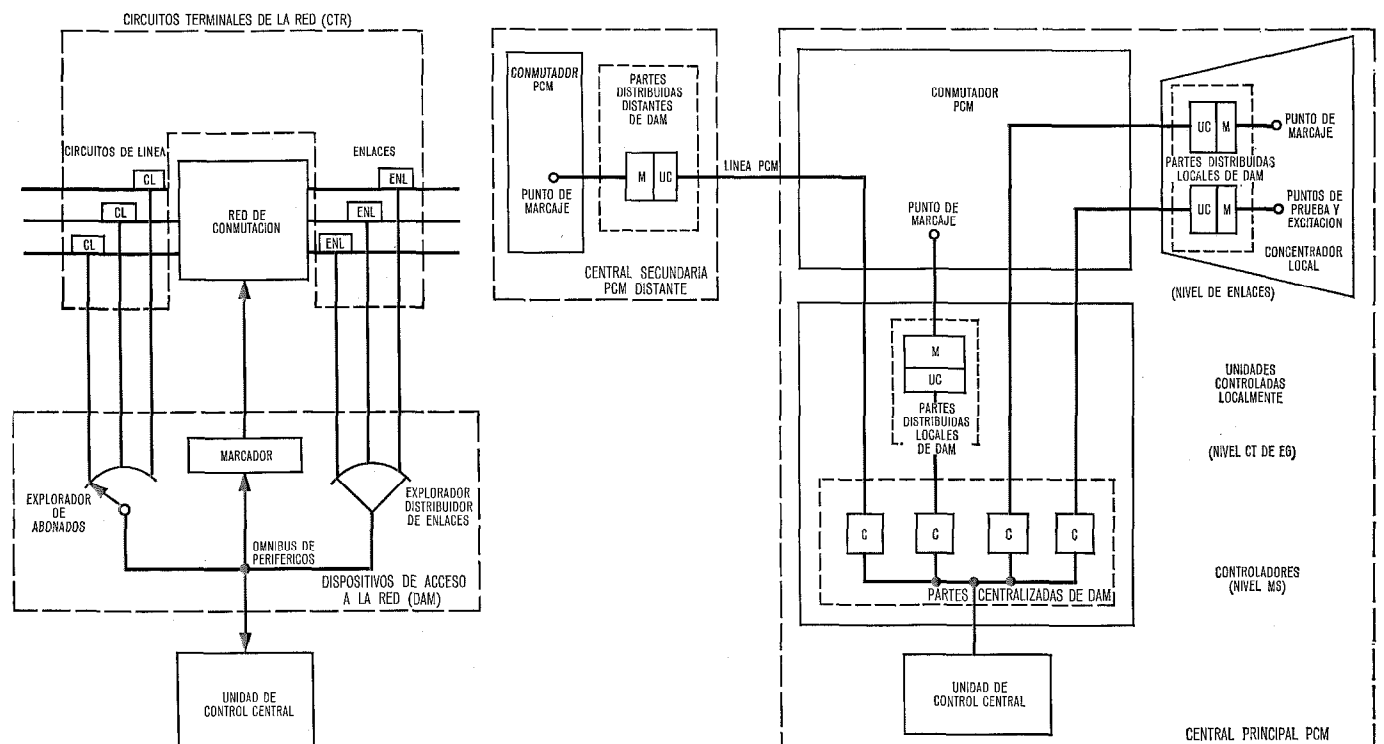 CIRCUITOS TERMINALES DE LA RED (CTR)
CIRCUITOS DE LINEA
ENLACES
CL
CL
CL
RED DE
CONMUTACION
ENL
ENL
ENL
MARCADOR
EXPLORADOR
DE
ABONADOS
EXPLORADOR
DISTRIBUIDOR
DE ENLACES
OMNIBUS DE
PERIFERICOS
DISPOSITIVOS DE ACCESO
A LA RED (DAM)
UNIDAD DE
CONTROL CENTRAL
CONMUTADOR
PCM
PARTES
DISTRIBUIDAS
DISTANTES
DE DAM
M UC
PUNTO DE
MARCAJE
LINEA PCM
CENTRAL SECUNDARIA
PCM DISTANTE
CONMUTADOR
PCM
PUNTO DE
MARCAJE
UC M
PUNTO DE
MARCAJE
PARTES DISTRIBUIDAS
LOCALES DE DAM
UC M
PUNTOS DE
PRUEBA Y
EXCITACION
CONCENTRADOR
LOCAL
(NIVEL DE ENLACES)
M
UC
PARTES
DISTRIBUIDAS
LOCALES
DE DAM
UNIDADES
CONTROLADAS
LOCALMENTE
(NIVEL CT DE EG)
C
C
C
C
PARTES CENTRALIZADAS DE DAM
CONTROLADORES
(NIVEL MS)
UNIDAD DE
CONTROL CENTRAL
CENTRAL PRINCIPAL PCM